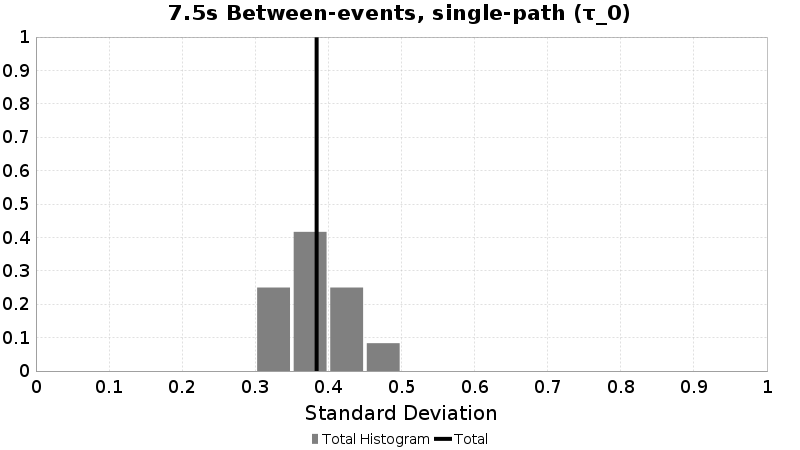 7.5s Between-events, single-path (τ_0)
1
0.9
0.8
0.7
0.6
0.5
0.4
0.3
0.2
0.1
0
0 0.1 0.2 0.3 0.4 0.5 0.6 0.7 0.8 0.9 1
Standard Deviation
Total Histogram Total